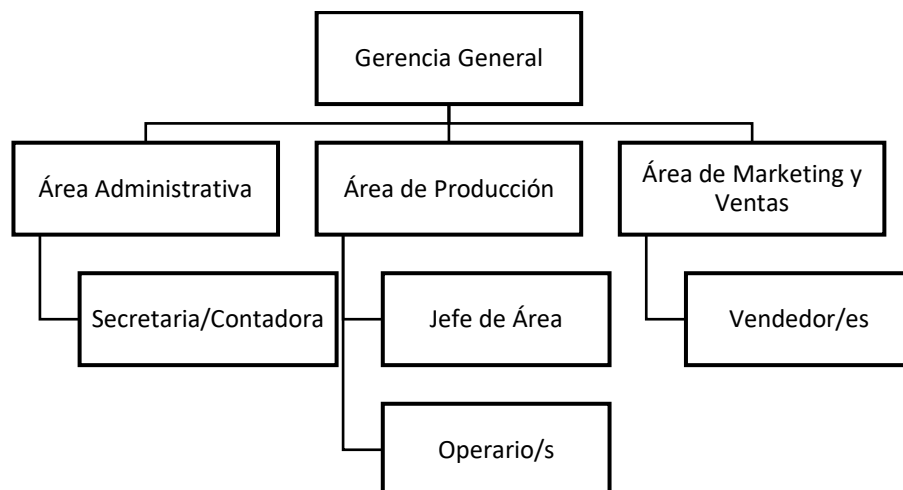 Gerencia General
Área Administrativa
Área de Producción
Área de Marketing y
Ventas
Secretaria/Contadora
Jefe de Área
Vendedor/es
Operario/s